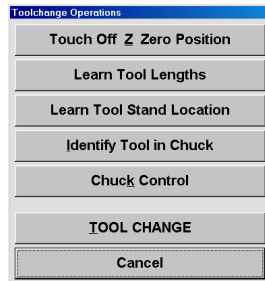 Toolchange Operations
Touch Off Z Zero Position
Learn Tool Lengths
Learn Tool Stand Location
Identify Tool in Chuck
Chuck Control
TOOL CHANGE
Cancel